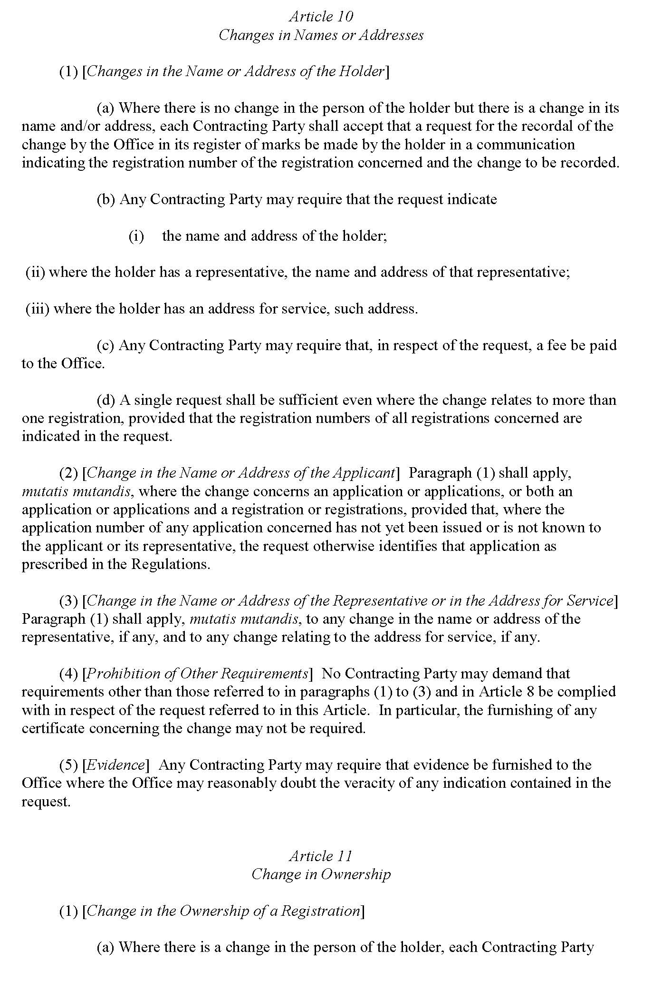 Article 10
Changes in Names or Addresses
(1) [Changes in the Name or Address of the Holder]
(a) Where there is no change in the person of the holder but there is a change in its
name and/or address, each Contracting Party shall accept that a request for the recordal of the
change by the Office in its register of marks be made by the holder in a communication
indicating the registration number of the registration concerned and the change to be recorded.
(b) Any Contracting Party may require that the request indicate
(i) the name and address of the holder;
(ii) where the holder has a representative, the name and address of that representative;
(iii) where the holder has an address for service, such address.
(c) Any Contracting Party may require that, in respect of the request, a fee be paid
to the Office.
(d) A single request shall be sufficient even where the change relates to more than
one registration, provided that the registration numbers of all registrations concerned are
indicated in the request.
(2) [Change in the Name or Address of the Applicant] Paragraph (1) shall apply,
mutatis mutandis, where the change concerns an application or applications, or both an
application or applications and a registration or registrations, provided that, where the
application number of any application concerned has not yet been issued or is not known to
the applicant or its representative, the request otherwise identifies that application as
prescribed in the Regulations.
(3) [Change in the Name or Address of the Representative or in the Address for Service]
Paragraph (1) shall apply, mutatis mutandis, to any change in the name or address of the
representative, if any, and to any change relating to the address for service, if any.
(4) [Prohibition of Other Requirements] No Contracting Party may demand that
requirements other than those referred to in paragraphs (1) to (3) and in Article 8 be complied
with in respect of the request referred to in this Article. In particular, the furnishing of any
certificate concerning the change may not be required.
(5) [Evidence] Any Contracting Party may require that evidence be furnished to the
Office where the Office may reasonably doubt the veracity of any indication contained in the
request.
Article 11
Change in Ownership
(1) [Change in the Ownership of a Registration]
(a) Where there is a change in the person of the holder, each Contracting Party